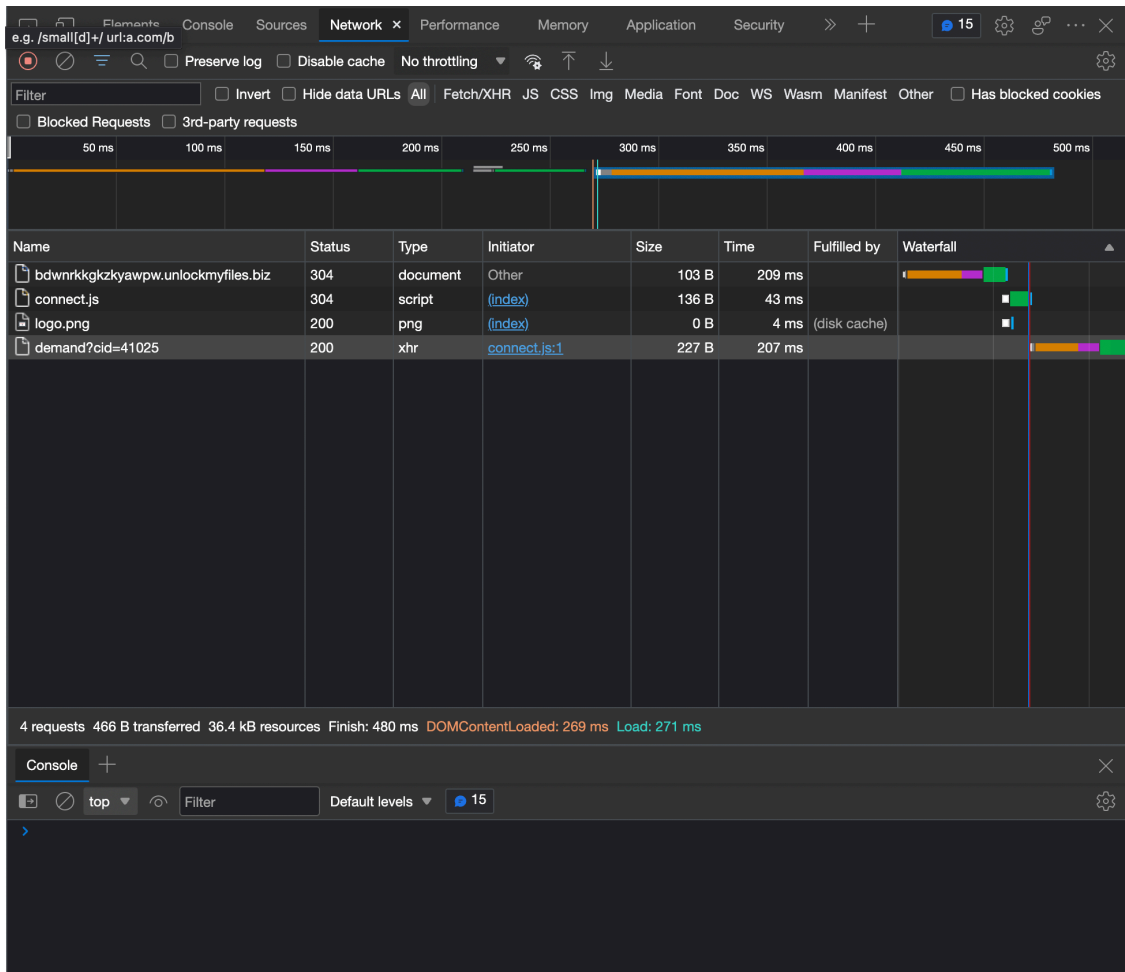 Elements Console Sources Network × Performance Memory Application Security 15
e.g. /small[d]+/ url:a.com/b
Preserve log Disable cache No throttling
Filter Invert Hide data URLs All Fetch/XHR JS CSS Img Media Font Doc WS Wasm Manifest Other Has blocked cookies
Blocked Requests 3rd-party requests
50 ms 100 ms 150 ms 200 ms 250 ms 300 ms 350 ms 400 ms 450 ms 500 ms
Name Status Type Initiator Size Time Fulfilled by Waterfall
bdwnrkkgkzkyawpw.unlockmyfiles.biz 304 document Other 103 B 209 ms
connect.js 304 script (index) 136 B 43 ms
logo.png 200 png (index) 0 B 4 ms (disk cache)
demand?cid=41025 200 xhr connect.js:1 227 B 207 ms
4 requests 466 B transferred 36.4 kB resources Finish: 480 ms DOMContentLoaded: 269 ms Load: 271 ms
Console
top Filter Default levels 15